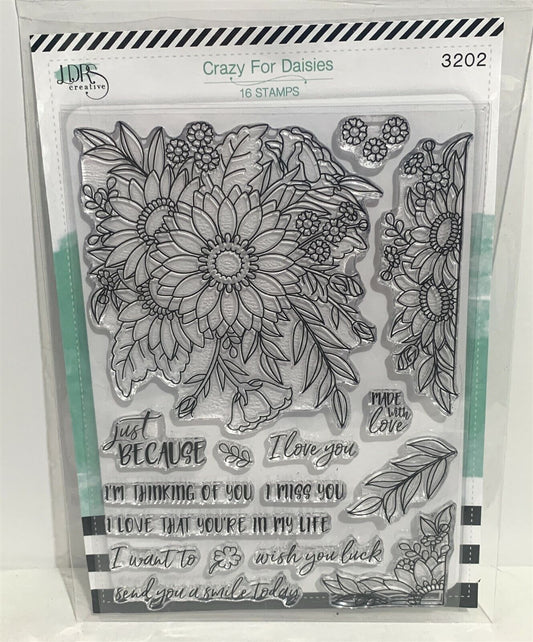 LDRS
creative
Crazy For Daisies
16 STAMPS
3202
MADE
with
love
just
BECAUSE
I love you
I'M THINKING OF YOU
I MISS YOU
I LOVE THAT YOU'RE IN MY LIFE
I want to
wish you luck
send you a smile today